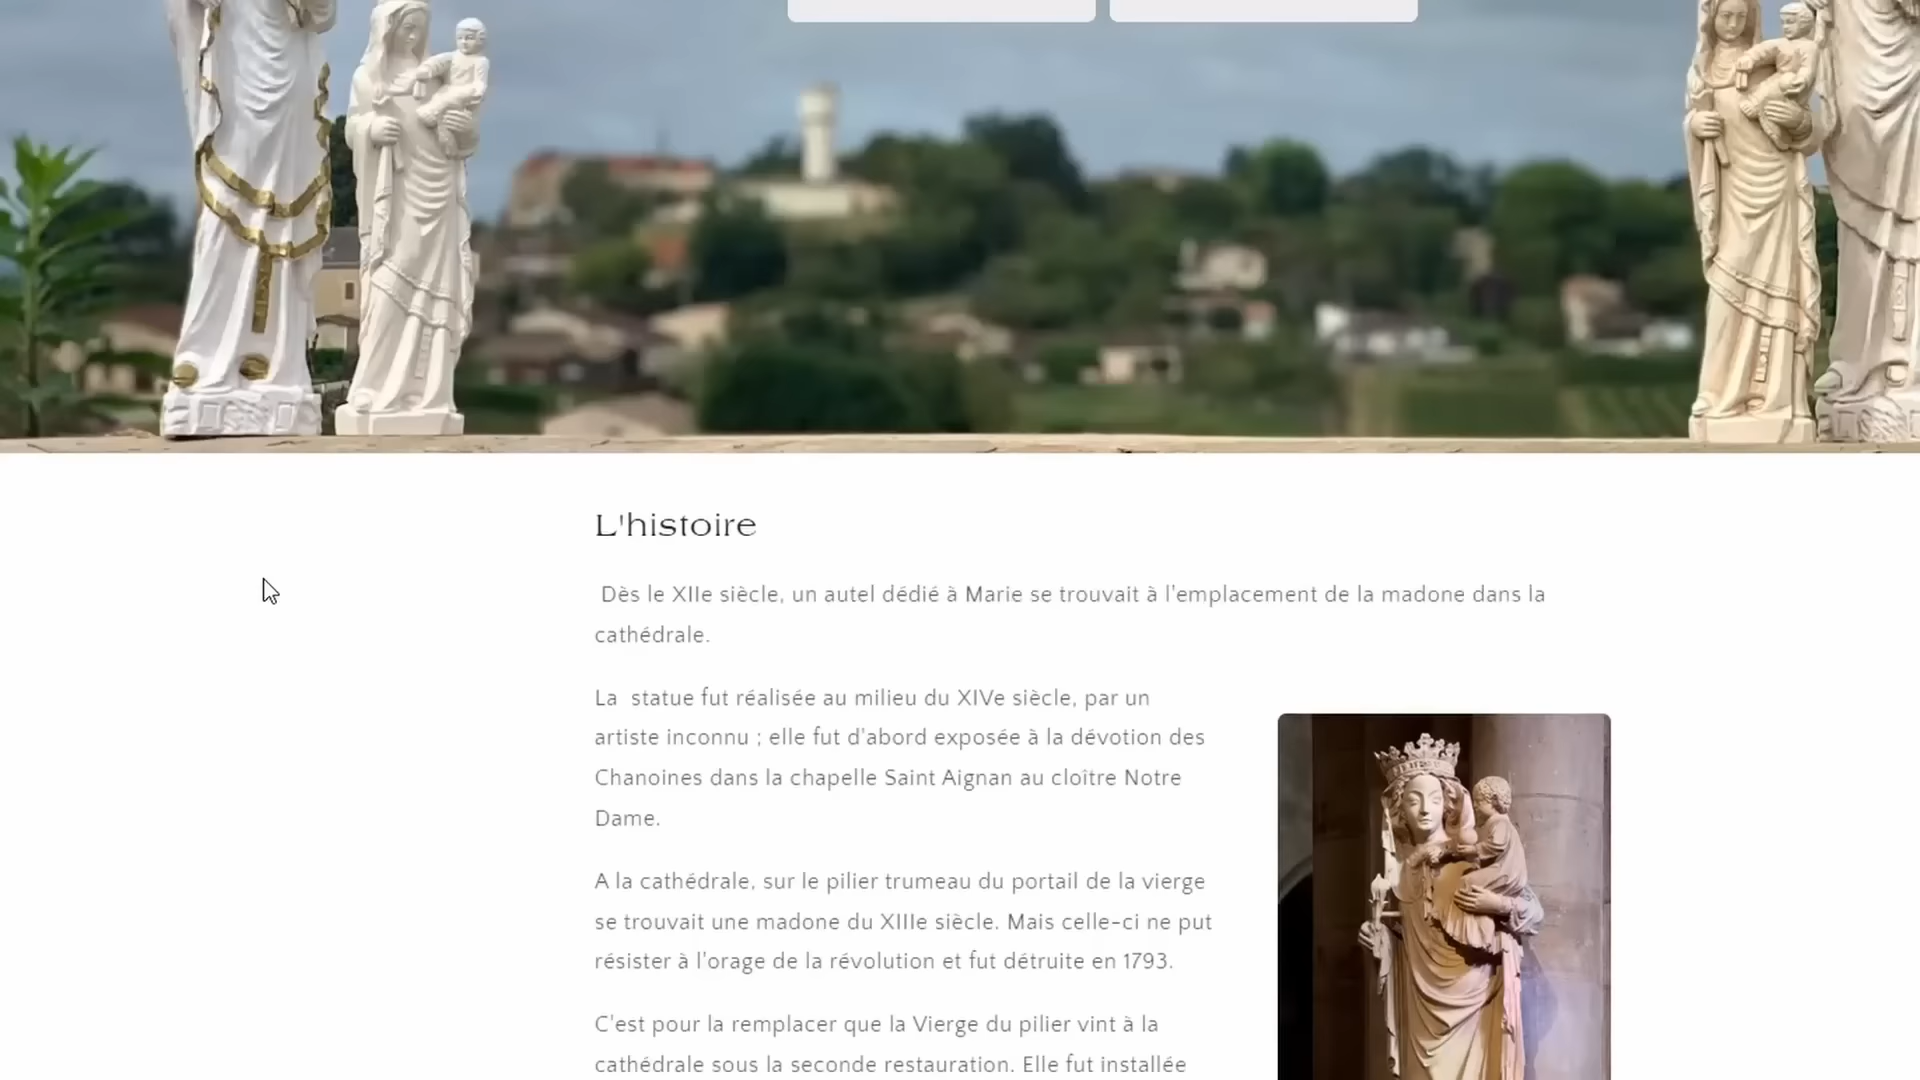 L'histoire
Dès le XIIe siècle, un autel dédié à Marie se trouvait à l'emplacement de la madone dans la
cathédrale.
La  statue fut réalisée au milieu du XIVe siècle, par un
artiste inconnu ; elle fut d'abord exposée à la dévotion des
Chanoines dans la chapelle Saint Aignan au cloître Notre
Dame.
A la cathédrale, sur le pilier trumeau du portail de la vierge
se trouvait une madone du XIIIe siècle. Mais celle-ci ne put
résister à l'orage de la révolution et fut détruite en 1793.
C'est pour la remplacer que la Vierge du pilier vint à la
cathédrale sous la seconde restauration. Elle fut installée